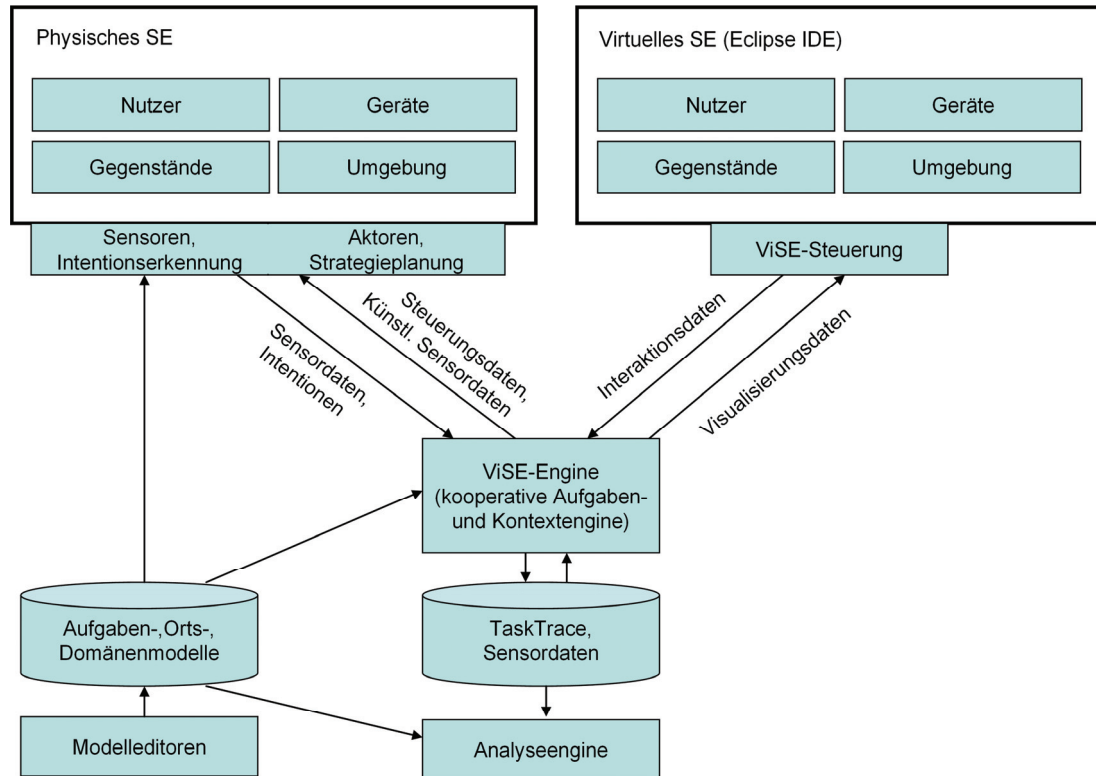 Physisches SE
Virtuelles SE (Eclipse IDE)
Nutzer
Geräte
Gegenstände
Umgebung
Nutzer
Geräte
Gegenstände
Umgebung
Sensoren,
Intentionserkennung
Aktoren,
Strategieplanung
ViSE-Steuerung
Sensordaten,
Intentionen
Steuerungsdaten,
Künstl. Sensordaten
Interaktionsdaten
Visualisierungsdaten
ViSE-Engine
(kooperative Aufgaben-
und Kontextengine)
Aufgaben-,Orts-,
Domänenmodelle
TaskTrace,
Sensordaten
Modelleditoren
Analyseengine